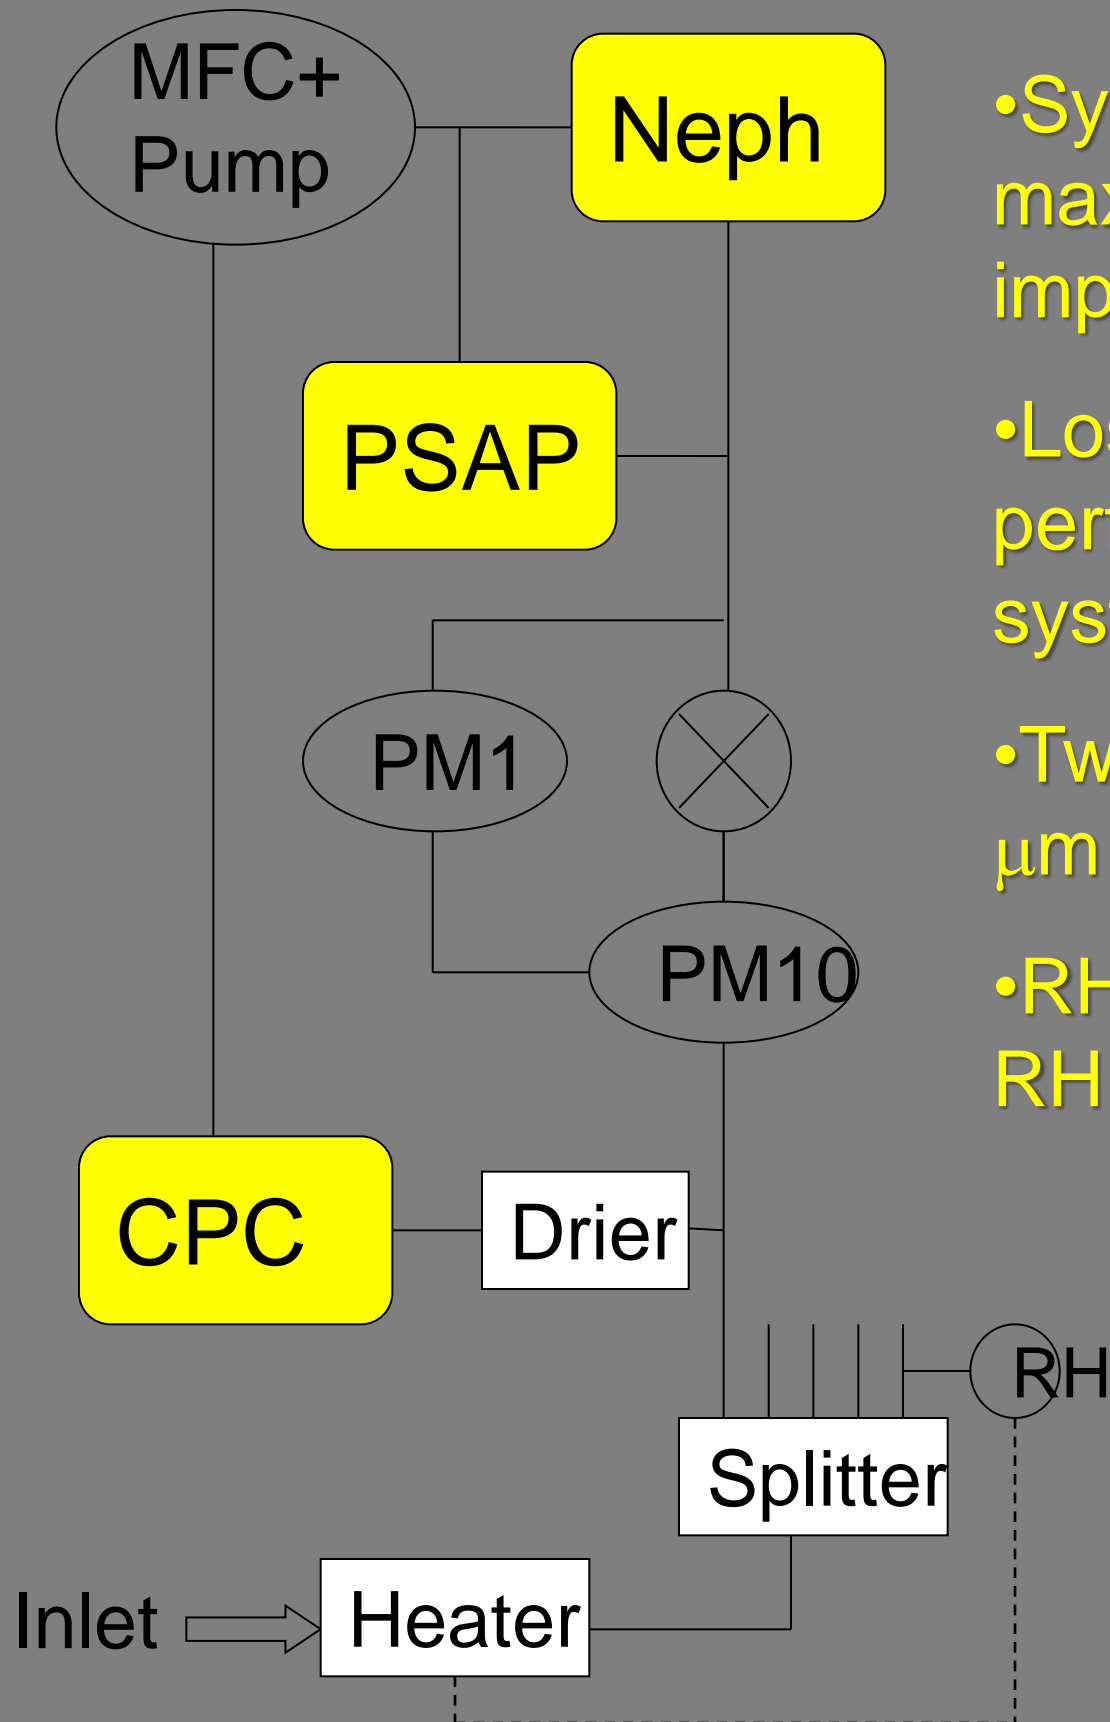 MFC+
Pump
Neph
PSAP
PM1
PM10
CPC
Drier
RH
Splitter
Inlet
Heater
•Sy
max
imp
•Los
per
sys
•Tw
μm
•RH
RH